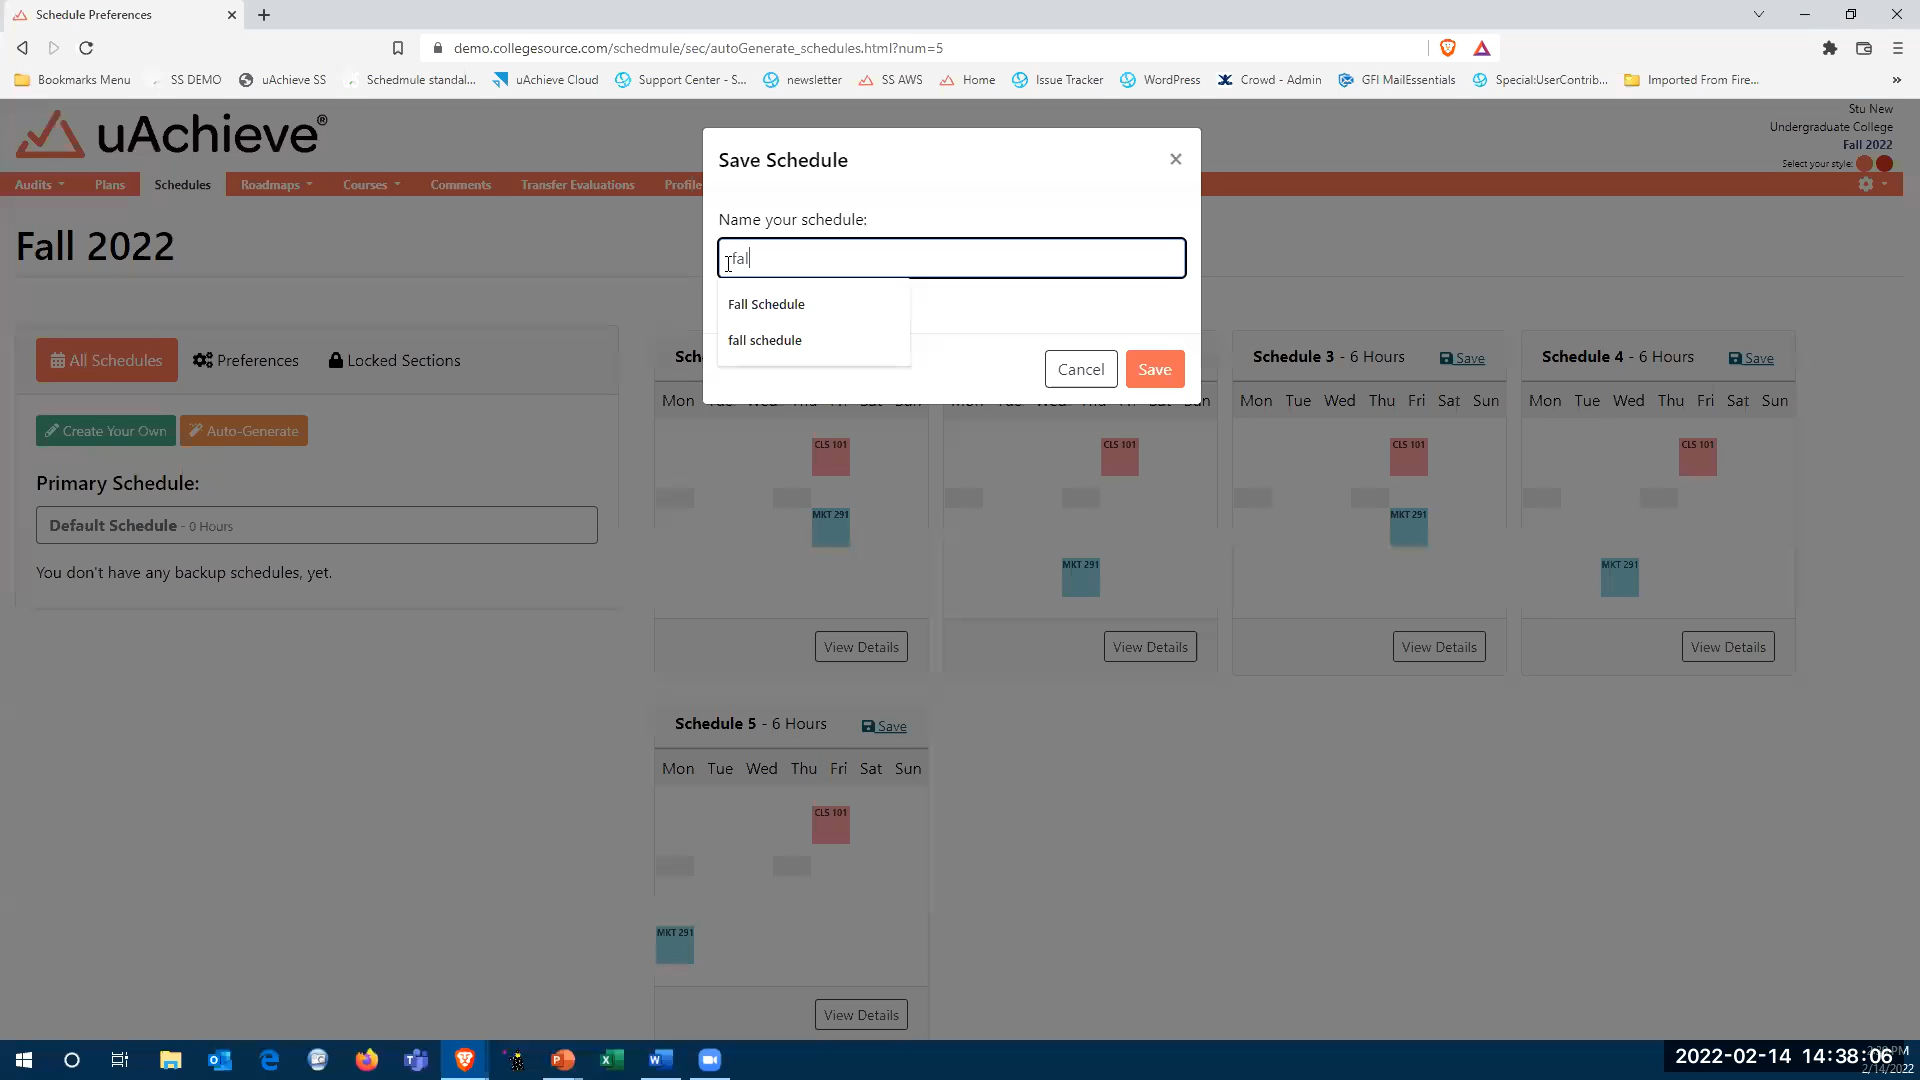 Schedule Preferences
demo.collegesource.com/schedmule/sec/autoGenerate_schedules.html?num=5
Bookmarks Menu SS DEMO uAchieve SS Schedmule standal... uAchieve Cloud Support Center - S... newsletter SS AWS Home Issue Tracker WordPress Crowd - Admin GFI MailEssentials Special:UserContrib... Imported From Fire... »
uAchieve®
Stu New
Undergraduate College
Fall 2022
Select your style:
Audits Plans Schedules Roadmaps Courses Comments Transfer Evaluations Profile
Fall 2022
Save Schedule
Name your schedule:
fal
Fall Schedule
fall schedule
Cancel Save
All Schedules Preferences Locked Sections
Create Your Own Auto-Generate
Primary Schedule:
Default Schedule - 0 Hours
You don't have any backup schedules, yet.
Sch
Mon
CLS 101
MKT 291
View Details
CLS 101
MKT 291
View Details
Schedule 3 - 6 Hours Save
Mon Tue Wed Thu Fri Sat Sun
CLS 101
MKT 291
View Details
Schedule 4 - 6 Hours Save
Mon Tue Wed Thu Fri Sat Sun
CLS 101
MKT 291
View Details
Schedule 5 - 6 Hours Save
Mon Tue Wed Thu Fri Sat Sun
CLS 101
MKT 291
View Details
2022-02-14 14:38:06
2/14/2022